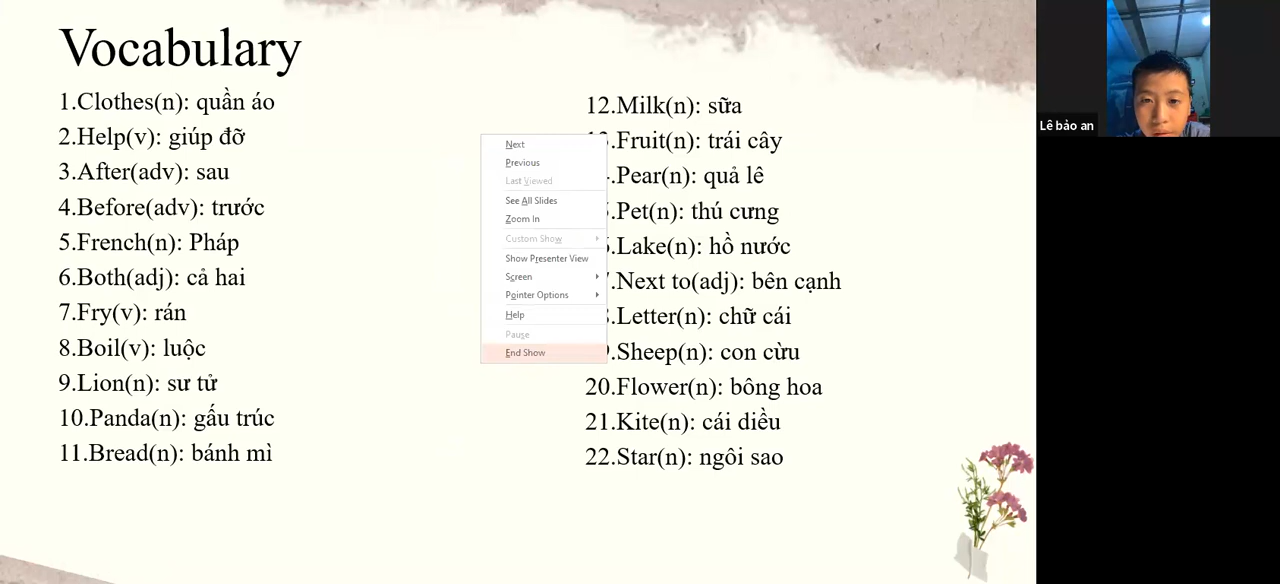 Vocabulary
1.Clothes(n): quần áo
2.Help(v): giúp đỡ
3.After(adv): sau
4.Before(adv): trước
5.French(n): Pháp
6.Both(adj): cả hai
7.Fry(v): rán
8.Boil(v): luộc
9.Lion(n): sư tử
10.Panda(n): gấu trúc
11.Bread(n): bánh mì
Next
Previous
Last Viewed
See All Slides
Zoom In
Custom Show
Show Presenter View
Screen
Pointer Options
Help
Pause
End Show
12.Milk(n): sữa
.Fruit(n): trái cây
.Pear(n): quả lê
.Pet(n): thú cưng
.Lake(n): hồ nước
.Next to(adj): bên cạnh
.Letter(n): chữ cái
.Sheep(n): con cừu
20.Flower(n): bông hoa
21.Kite(n): cái diều
22.Star(n): ngôi sao
Lê bảo an